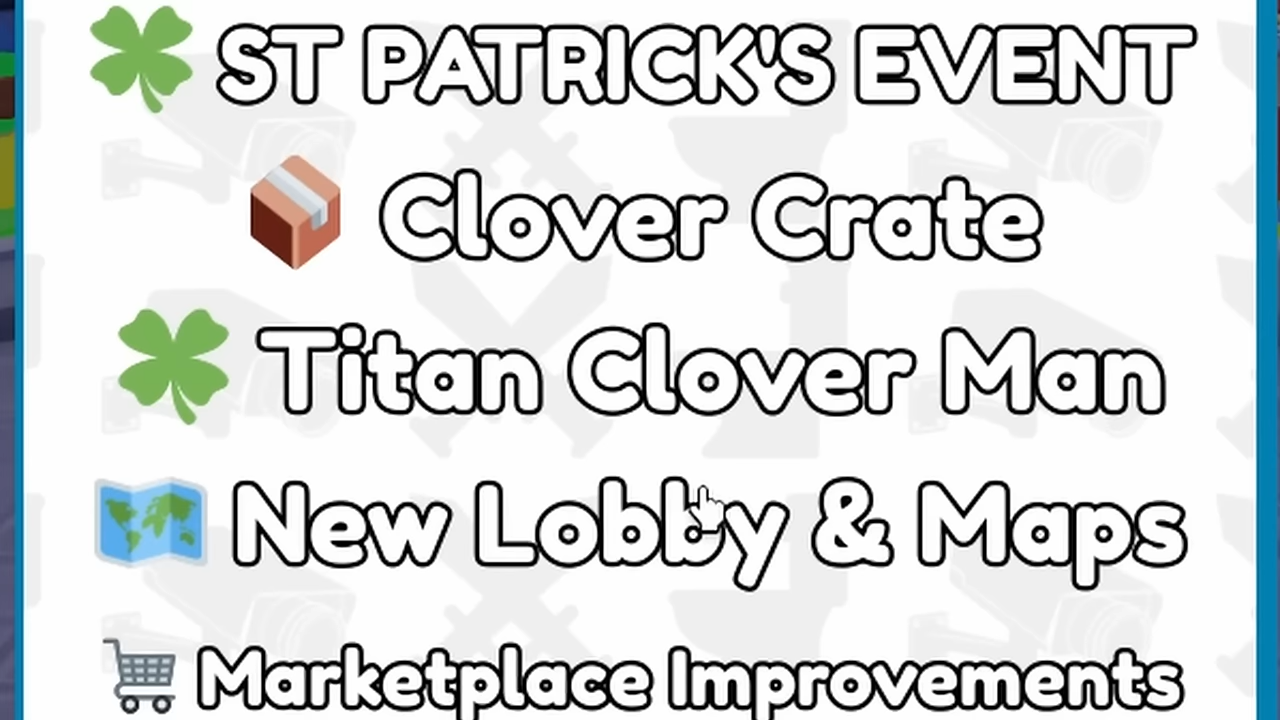 🍀 ST PATRICK'S EVENT
📦 Clover Crate
🍀 Titan Clover Man
🗺️ New Lobby & Maps
🛒 Marketplace Improvements